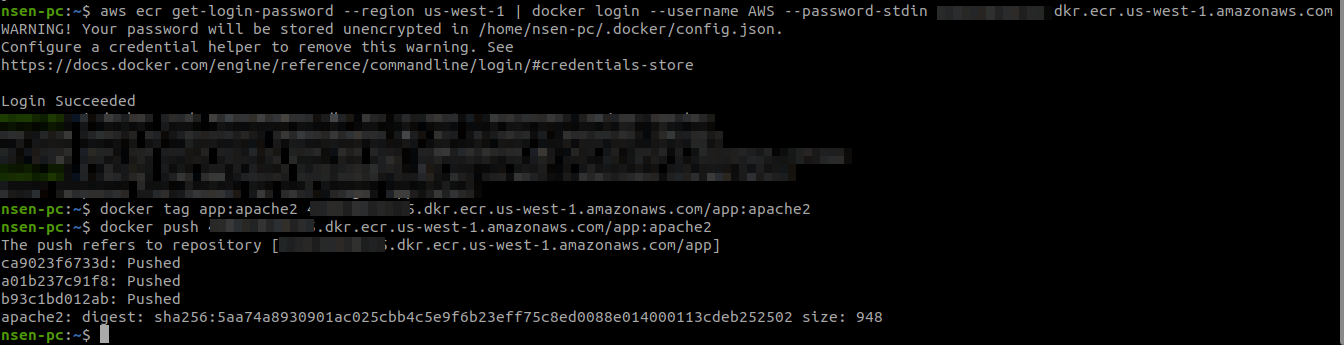 nsen-pc:~$ aws ecr get-login-password --region us-west-1 | docker login --username AWS --password-stdin dkr.ecr.us-west-1.amazonaws.com
WARNING! Your password will be stored unencrypted in /home/nsen-pc/.docker/config.json.
Configure a credential helper to remove this warning. See
https://docs.docker.com/engine/reference/commandline/login/#credentials-store
Login Succeeded
nsen-pc:~$ docker tag app:apache2 4 5.dkr.ecr.us-west-1.amazonaws.com/app:apache2
nsen-pc:~$ docker push 4 5.dkr.ecr.us-west-1.amazonaws.com/app:apache2
The push refers to repository [ 5.dkr.ecr.us-west-1.amazonaws.com/app]
ca9023f6733d: Pushed
a01b237c91f8: Pushed
b93c1bd012ab: Pushed
apache2: digest: sha256:5aa74a8930901ac025cbb4c5e9f6b23eff75c8ed0088e014000113cdeb252502 size: 948
nsen-pc:~$